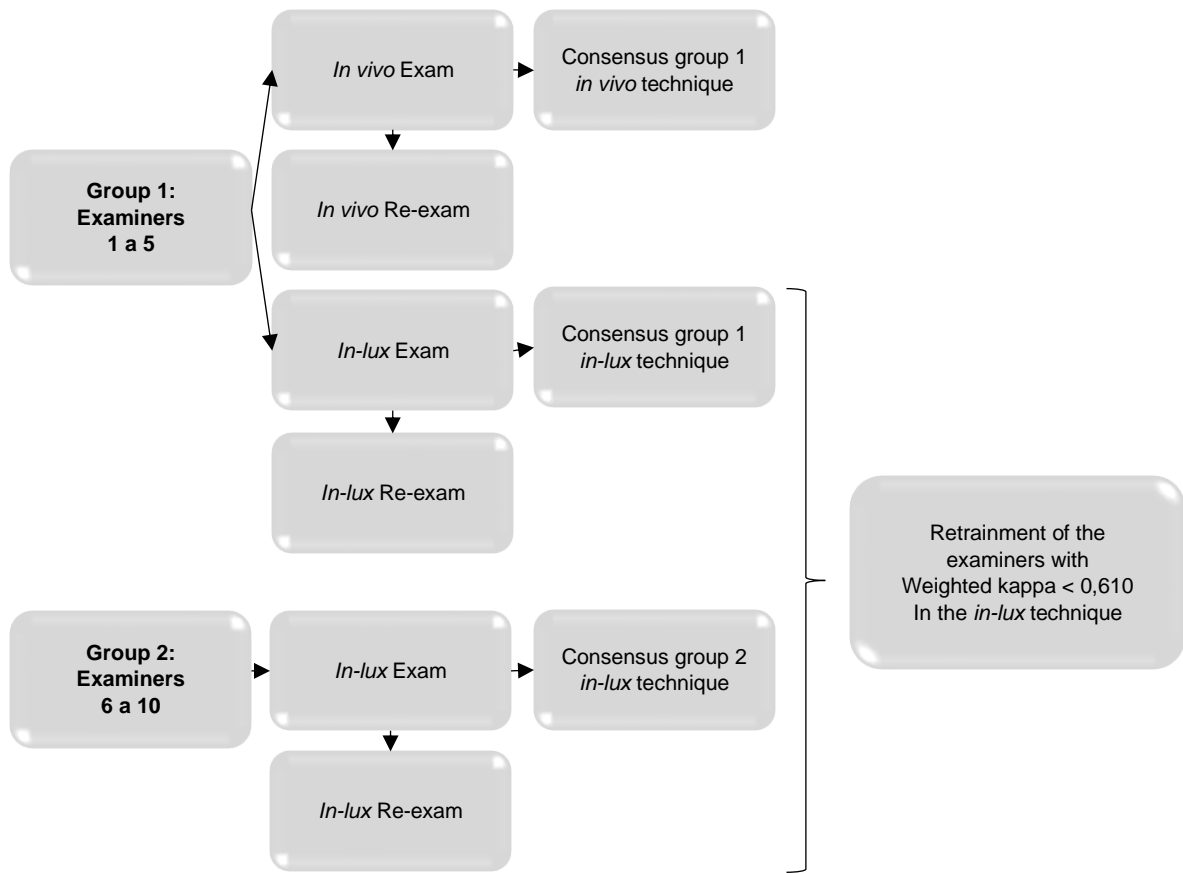 In vivo Exam
Consensus group 1
in vivo technique
Group 1:
Examiners
1 a 5
In vivo Re-exam
In-lux Exam
Consensus group 1
in-lux technique
In-lux Re-exam
Retrainment of the
examiners with
Weighted kappa < 0,610
In the in-lux technique
Group 2:
Examiners
6 a 10
In-lux Exam
Consensus group 2
in-lux technique
In-lux Re-exam